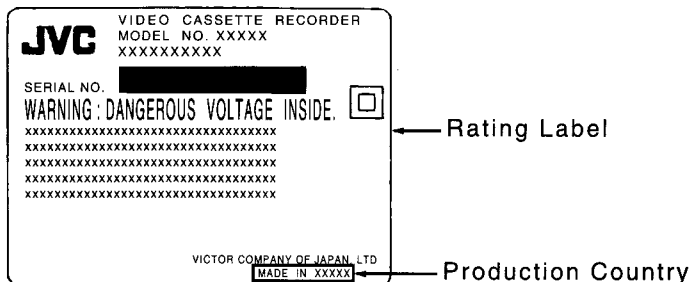 JVC
VIDEO CASSETTE RECORDER
MODEL NO. XXXXX
XXXXXXXXXX
SERIAL NO.
WARNING : DANGEROUS VOLTAGE INSIDE.
xxxxxxxxxxxxxxxxxxxxxxxxxxxxxxxxxx
xxxxxxxxxxxxxxxxxxxxxxxxxxxxxxxxxx
xxxxxxxxxxxxxxxxxxxxxxxxxxxxxxxxxx
xxxxxxxxxxxxxxxxxxxxxxxxxxxxxxxxxx
xxxxxxxxxxxxxxxxxxxxxxxxxxxxxxxxxx
Rating Label
VICTOR COMPANY OF JAPAN, LTD
MADE IN XXXXX
Production Country